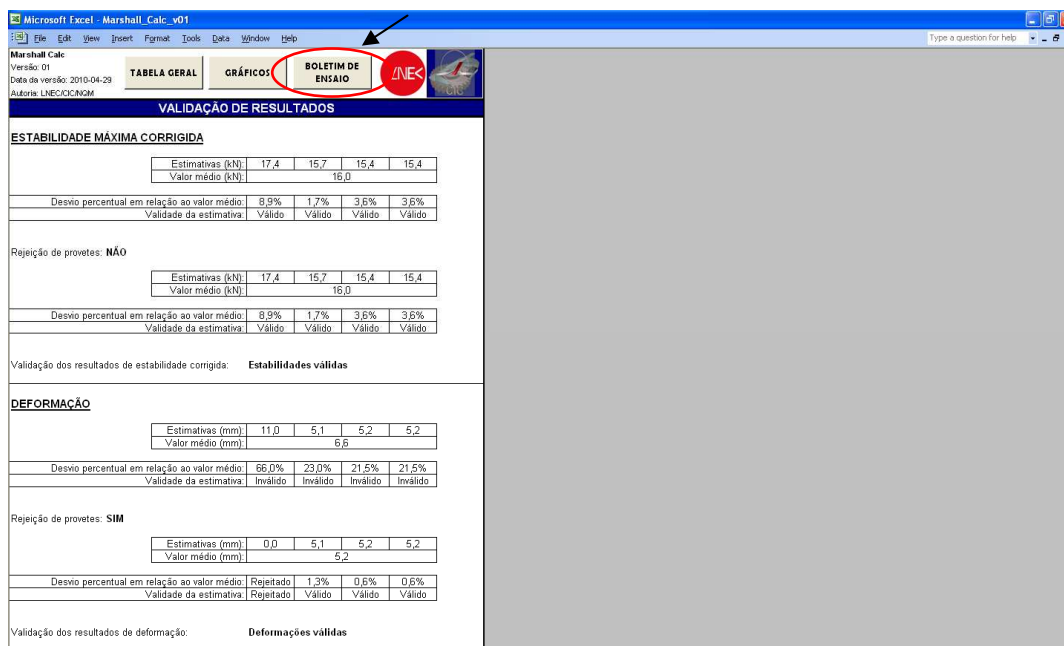 Microsoft Excel - Marshall_Calc_v01
File Edit View Insert Format Tools Data Window Help
Type a question for help
Marshall Calc
Versão: 01
Data da versão: 2010-04-29
Autoria: LNEC/CIC/NQM
TABELA GERAL
GRÁFICOS
BOLETIM DE
ENSAIO
LNEC
CIC
VALIDAÇÃO DE RESULTADOS
ESTABILIDADE MÁXIMA CORRIGIDA
Estimativas (kN): 17,4 15,7 15,4 15,4
Valor médio (kN): 16,0
Desvio percentual em relação ao valor médio: 8,9% 1,7% 3,6% 3,6%
Validade da estimativa: Válido Válido Válido Válido
Rejeição de provetes: NÃO
Estimativas (kN): 17,4 15,7 15,4 15,4
Valor médio (kN): 16,0
Desvio percentual em relação ao valor médio: 8,9% 1,7% 3,6% 3,6%
Validade da estimativa: Válido Válido Válido Válido
Validação dos resultados de estabilidade corrigida: Estabilidades válidas
DEFORMAÇÃO
Estimativas (mm): 11,0 5,1 5,2 5,2
Valor médio (mm): 6,6
Desvio percentual em relação ao valor médio: 66,0% 23,0% 21,5% 21,5%
Validade da estimativa: Inválido Inválido Inválido Inválido
Rejeição de provetes: SIM
Estimativas (mm): 0,0 5,1 5,2 5,2
Valor médio (mm): 5,2
Desvio percentual em relação ao valor médio: Rejeitado 1,3% 0,6% 0,6%
Validade da estimativa: Rejeitado Válido Válido Válido
Validação dos resultados de deformação: Deformações válidas